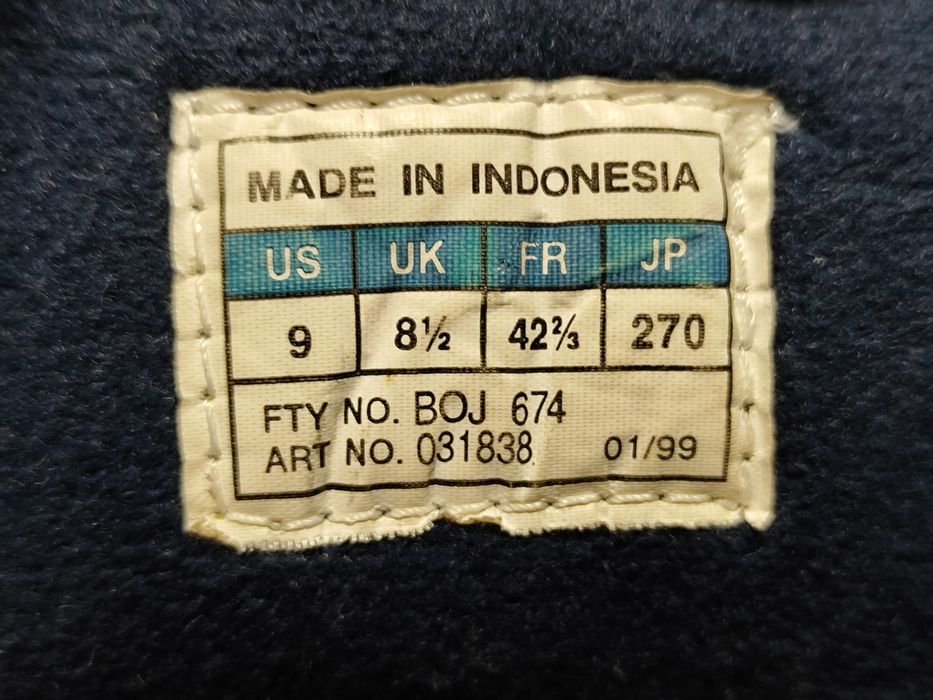 MADE IN INDONESIA
US UK FR JP
9 8½ 42⅔ 270
FTY NO. BOJ 674
ART NO. 031838 01/99